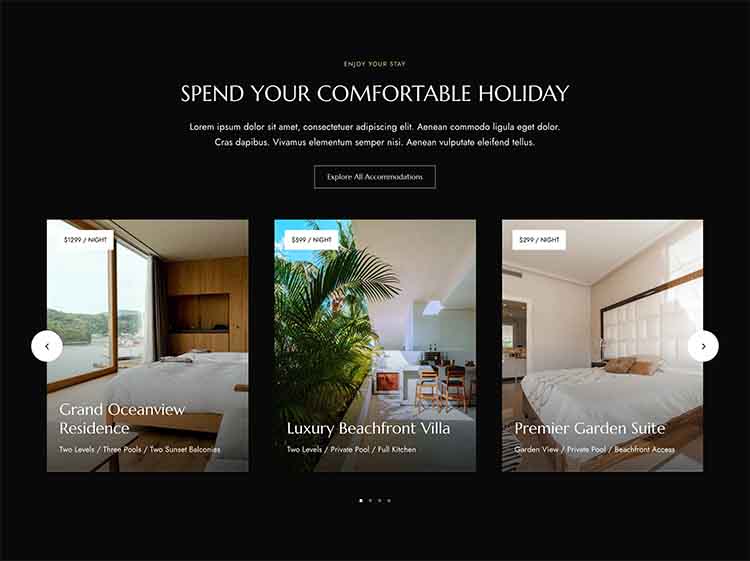 ENJOY YOUR STAY
SPEND YOUR COMFORTABLE HOLIDAY
Lorem ipsum dolor sit amet, consectetuer adipiscing elit. Aenean commodo ligula eget dolor.
Cras dapibus. Vivamus elementum semper nisi. Aenean vulputate eleifend tellus.
Explore All Accommodations
$1299 / NIGHT
Grand Oceanview
Residence
Two Levels / Three Pools / Two Sunset Balconies
$599 / NIGHT
Luxury Beachfront Villa
Two Levels / Private Pool / Full Kitchen
$299 / NIGHT
Premier Garden Suite
Garden View / Private Pool / Beachfront Access